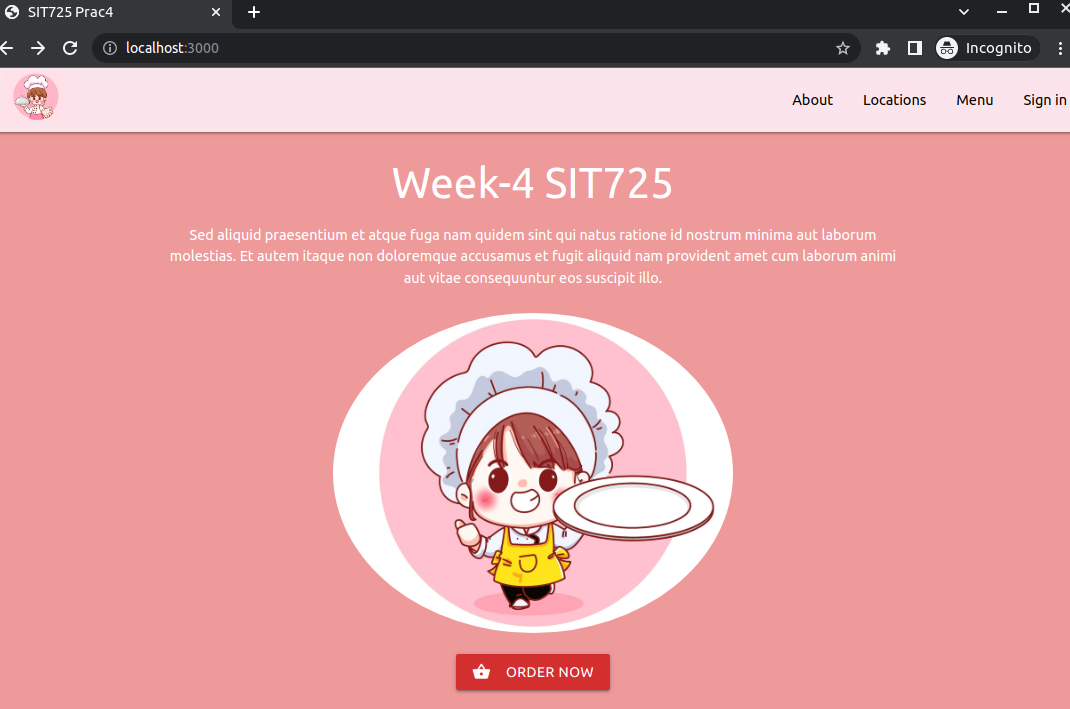 SIT725 Prac4
localhost:3000
Incognito
About Locations Menu Sign in
Week-4 SIT725
Sed aliquid praesentium et atque fuga nam quidem sint qui natus ratione id nostrum minima aut laborum
molestias. Et autem itaque non doloremque accusamus et fugit aliquid nam provident amet cum laborum animi
aut vitae consequuntur eos suscipit illo.
ORDER NOW